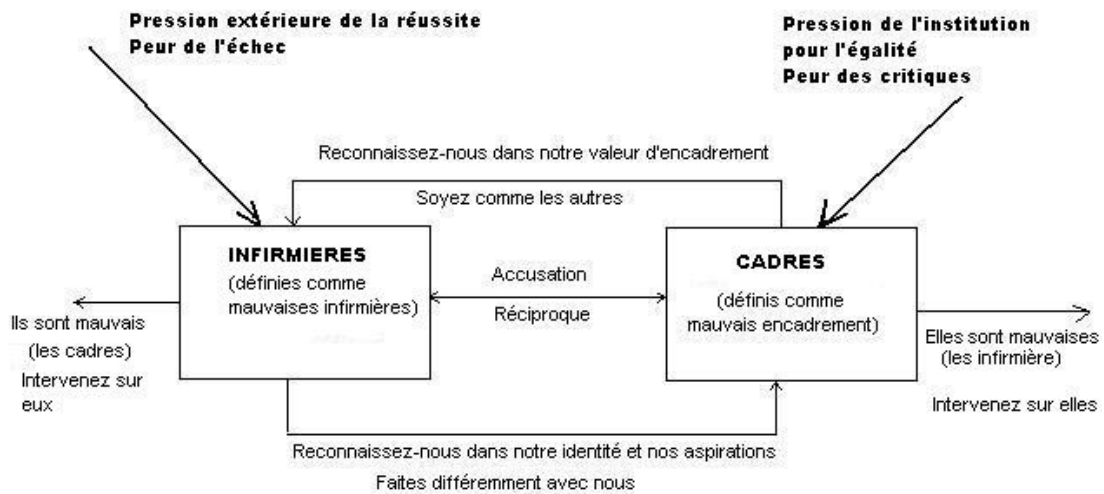 Pression extérieure de la réussite
Peur de l'échec
Pression de l'institution
pour l'égalité
Peur des critiques
Reconnaissez-nous dans notre valeur d'encadrement
Soyez comme les autres
INFIRMIERES
(définies comme
mauvaises infirmières)
Accusation
Réciproque
CADRES
(définis comme
mauvais encadrement)
Ils sont mauvais
(les cadres)
Intervenez sur
eux
Elles sont mauvaises
(les infirmière)
Intervenez sur elles
Reconnaissez-nous dans notre identité et nos aspirations
Faites différemment avec nous